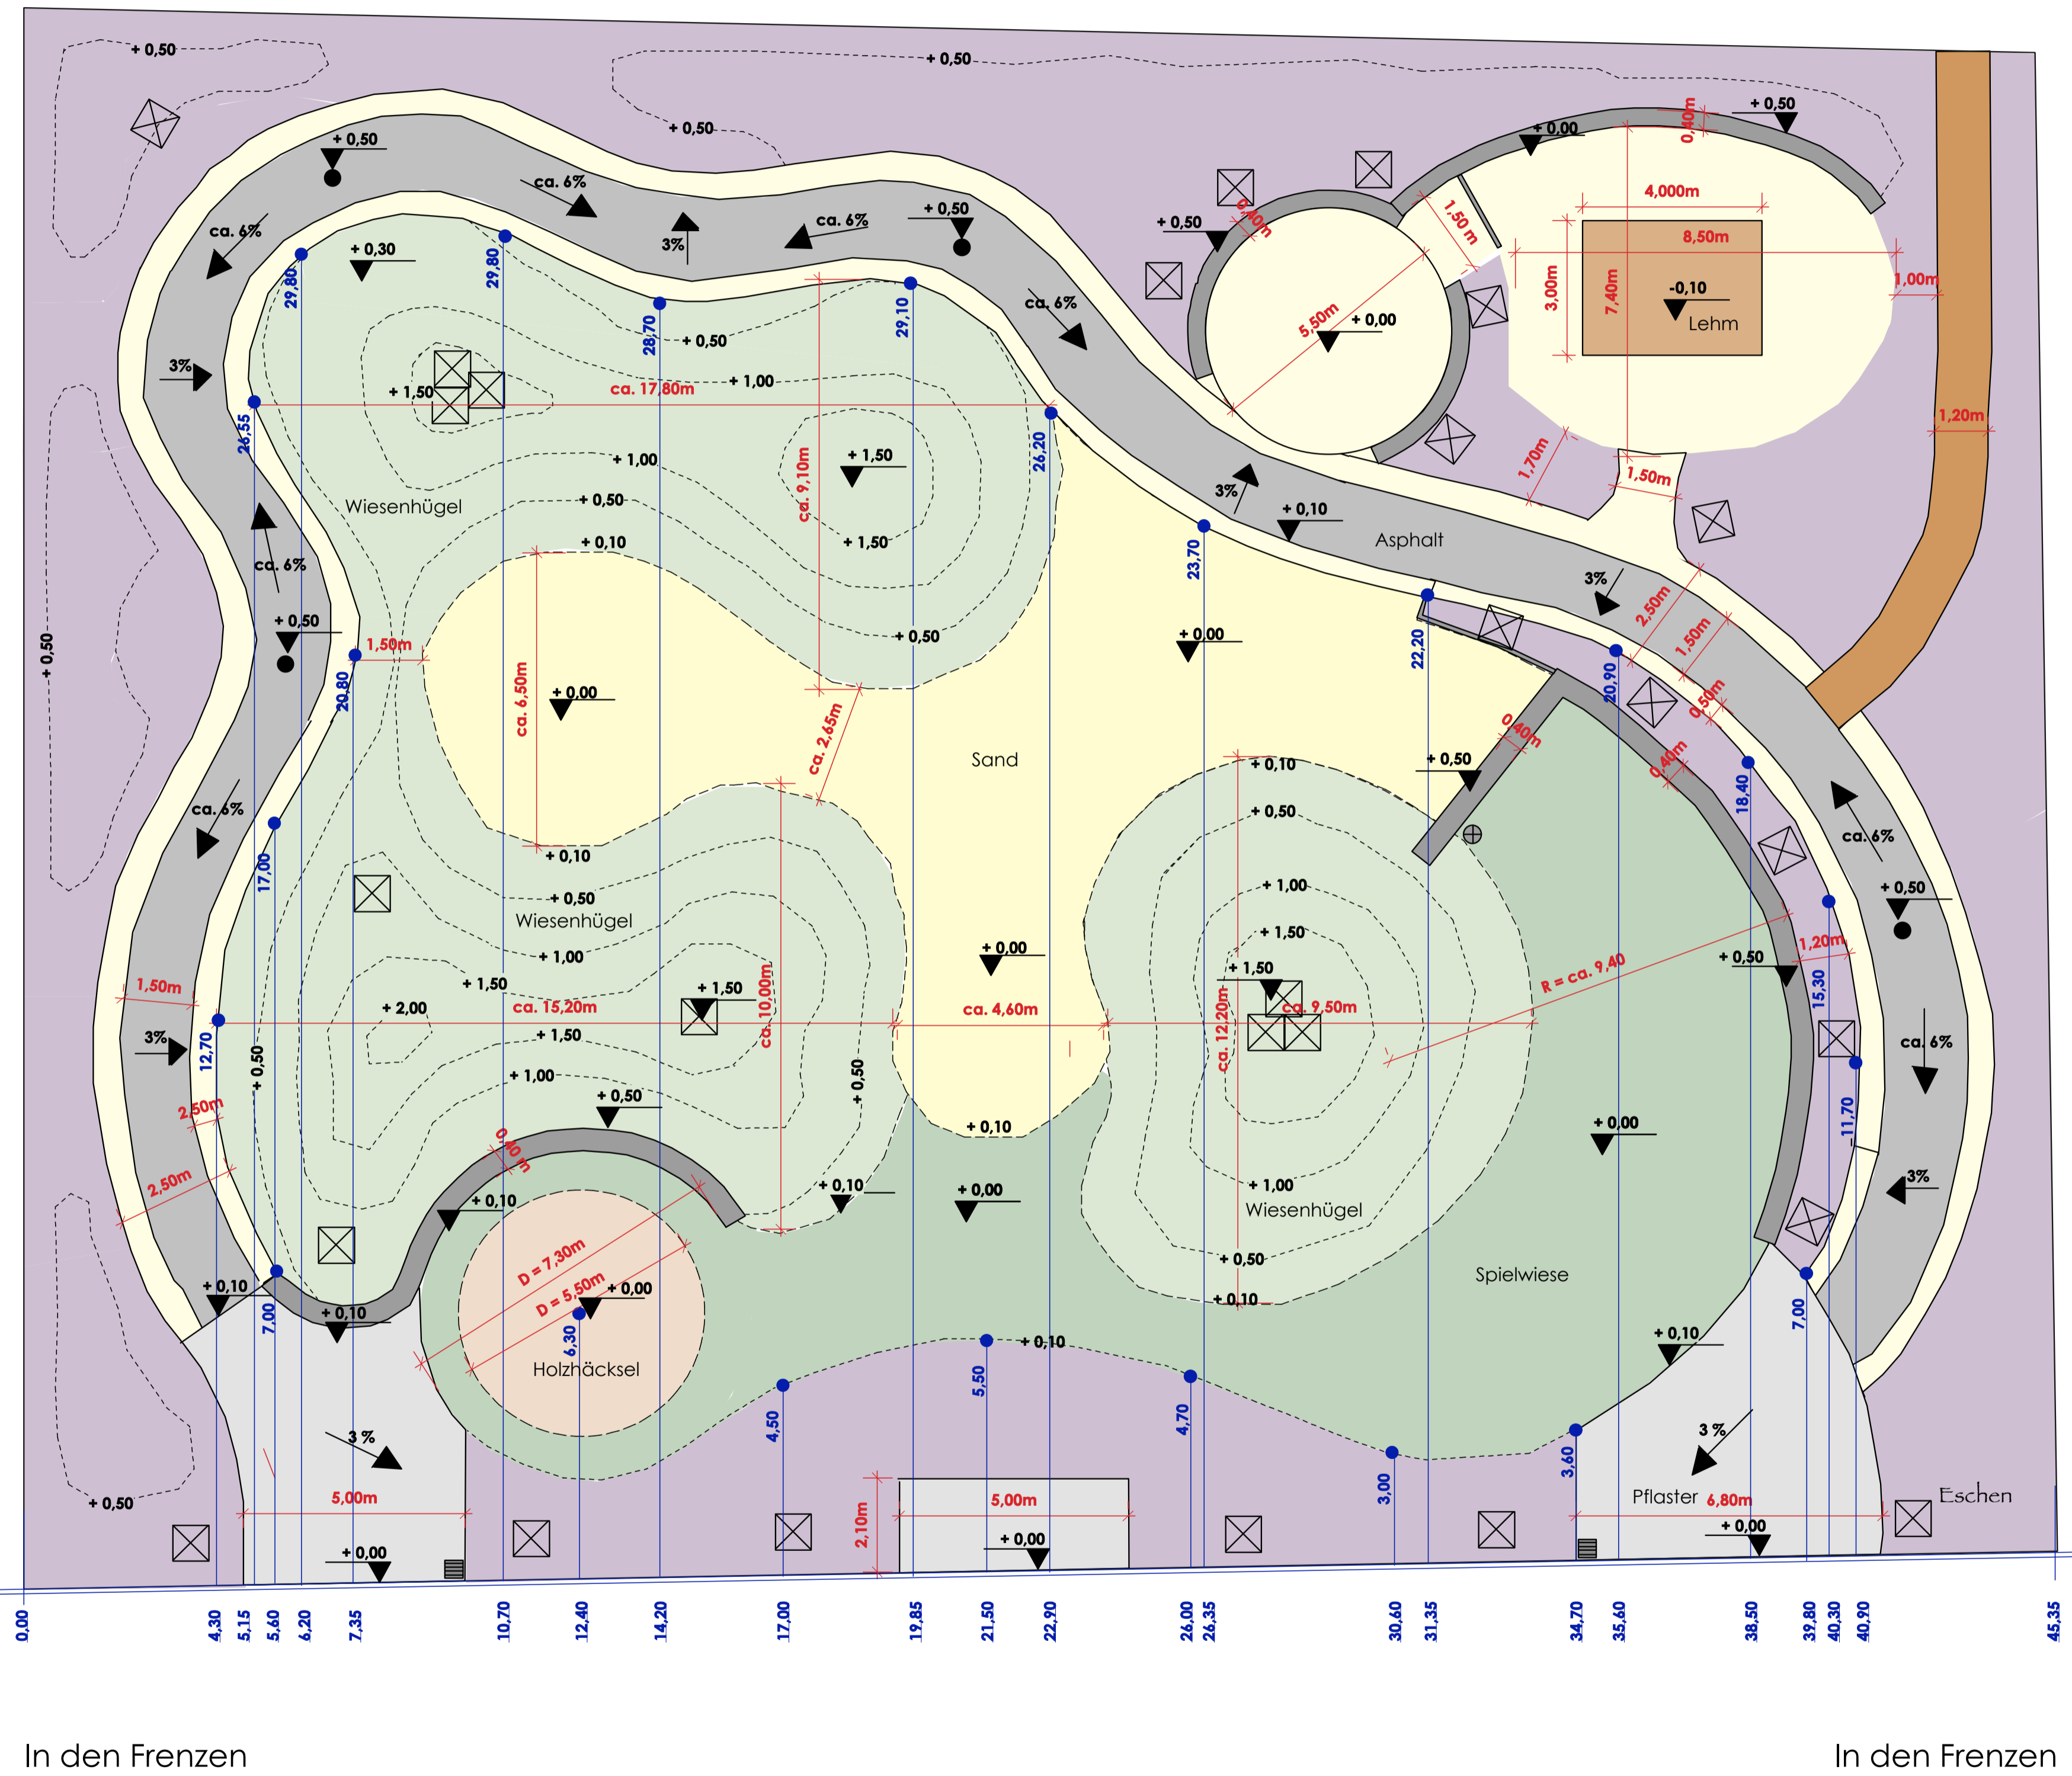 + 0,50
+ 0,50
+ 0,50
+ 0,50
+ 0,00
0,40m
+ 0,50
ca. 6%
4,000m
+ 0,50
ca. 6%
+ 0,50
0,40m
1,50 m
ca. 6%
3%
8,50m
+ 0,30
29,80
29,80
3,00m
7,40m
1,00m
-0,10
29,10
ca. 6%
5,50m
+ 0,00
Lehm
28,70
+ 0,50
3%
+ 1,00
+ 1,50
ca. 17,80m
1,20m
26,55
26,20
+ 1,00
+ 1,50
ca. 9,10m
1,70m
1,50m
3%
Wiesenhügel
+ 0,50
+ 0,10
+ 0,10
+ 1,50
Asphalt
23,70
ca. 6%
3%
2,50m
+ 0,50
+ 0,50
1,50m
+ 0,50
+ 0,00
1,50m
22,20
20,80
ca. 6,50m
+ 0,00
20,90
0,50m
ca. 2,65m
0,40m
Sand
+ 0,10
+ 0,50
0,40m
18,40
ca. 6%
+ 0,50
ca. 6%
17,00
+ 0,10
+ 0,50
+ 1,00
+ 0,50
Wiesenhügel
+ 1,50
+ 1,00
+ 0,00
+ 1,50
R = ca. 9,40
+ 0,50
1,20m
1,50m
+ 1,50
+ 1,50
15,30
+ 2,00
ca. 15,20m
ca. 10,00m
ca. 4,60m
ca. 12,20m
ca. 9,50m
3%
12,70
+ 1,50
ca. 6%
+ 0,50
+ 1,00
+ 0,50
2,50m
+ 0,50
11,70
+ 0,10
+ 0,00
0,40 m
2,50m
+ 0,10
+ 0,10
+ 0,00
+ 1,00
3%
Wiesenhügel
D = 7,30m
+ 0,50
Spielwiese
+ 0,10
D = 5,50m
+ 0,00
+ 0,10
7,00
+ 0,10
6,30
+ 0,10
7,00
+ 0,10
Holzhäcksel
5,50
4,50
4,70
3 %
3 %
3,60
3,00
+ 0,50
5,00m
2,10m
5,00m
Pflaster
6,80m
Eschen
+ 0,00
+ 0,00
+ 0,00
0,00
4,30
5,15
5,60
6,20
7,35
10,70
12,40
14,20
17,00
19,85
21,50
22,90
26,00
26,35
30,60
31,35
34,70
35,60
38,50
39,80
40,30
40,90
45,35
In den Frenzen
In den Frenzen